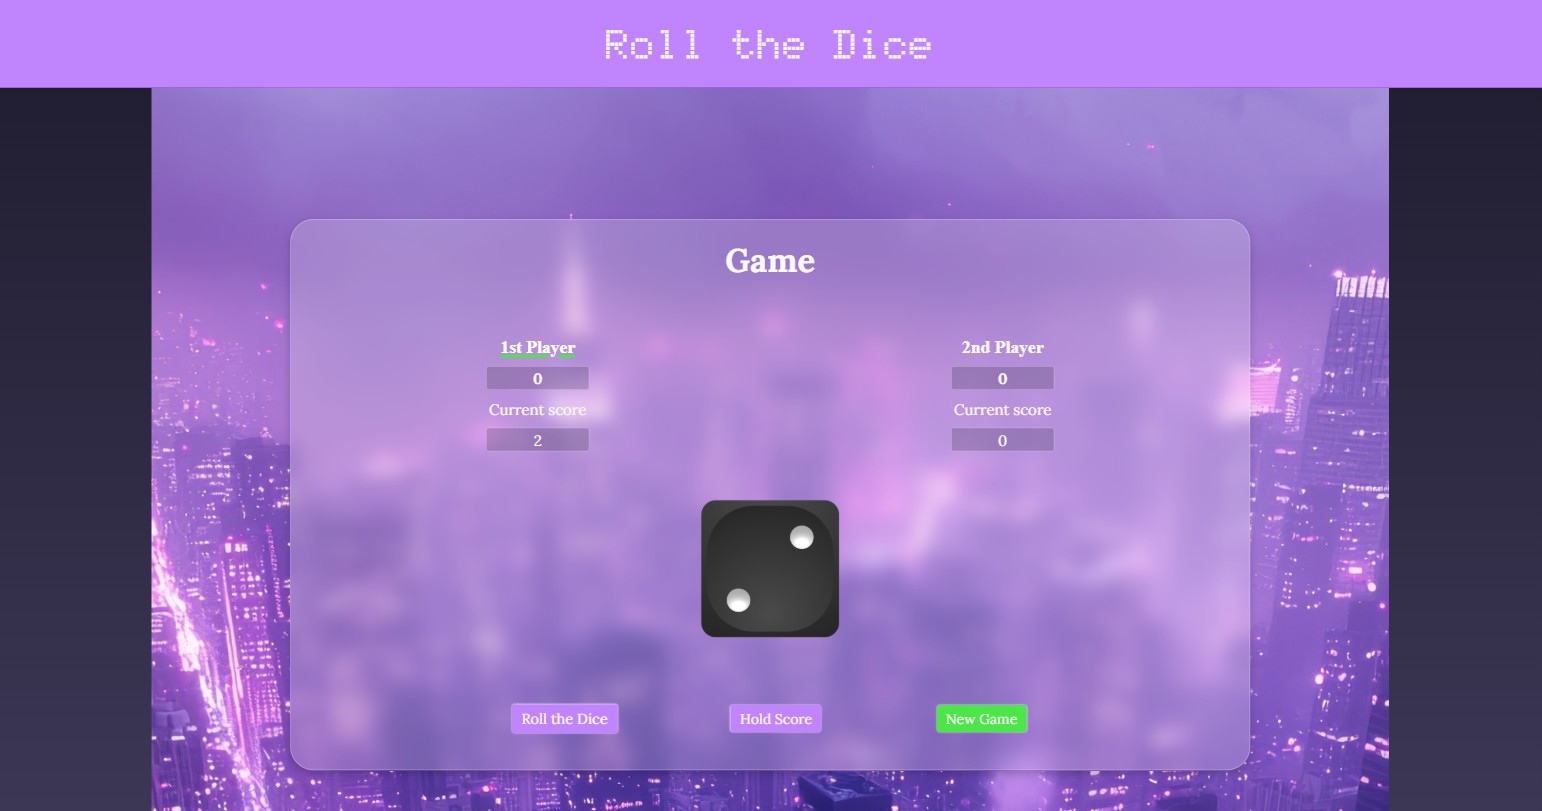 Roll the Dice
Game
1st Player
0
Current score
2
2nd Player
0
Current score
0
Roll the Dice
Hold Score
New Game